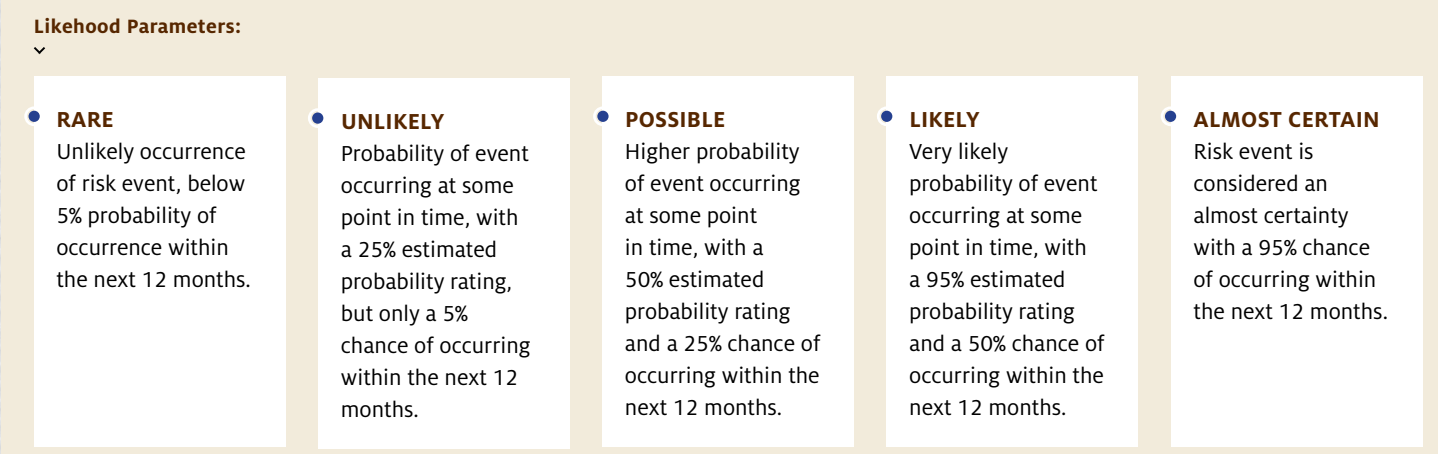 Likehood Parameters:
RARE
Unlikely occurrence
of risk event, below
5% probability of
occurrence within
the next 12 months.
UNLIKELY
Probability of event
occurring at some
point in time, with
a 25% estimated
probability rating,
but only a 5%
chance of occurring
within the next 12
months.
POSSIBLE
Higher probability
of event occurring
at some point
in time, with a
50% estimated
probability rating
and a 25% chance of
occurring within the
next 12 months.
LIKELY
Very likely
probability of event
occurring at some
point in time, with
a 95% estimated
probability rating
and a 50% chance of
occurring within the
next 12 months.
ALMOST CERTAIN
Risk event is
considered an
almost certainty
with a 95% chance
of occurring within
the next 12 months.